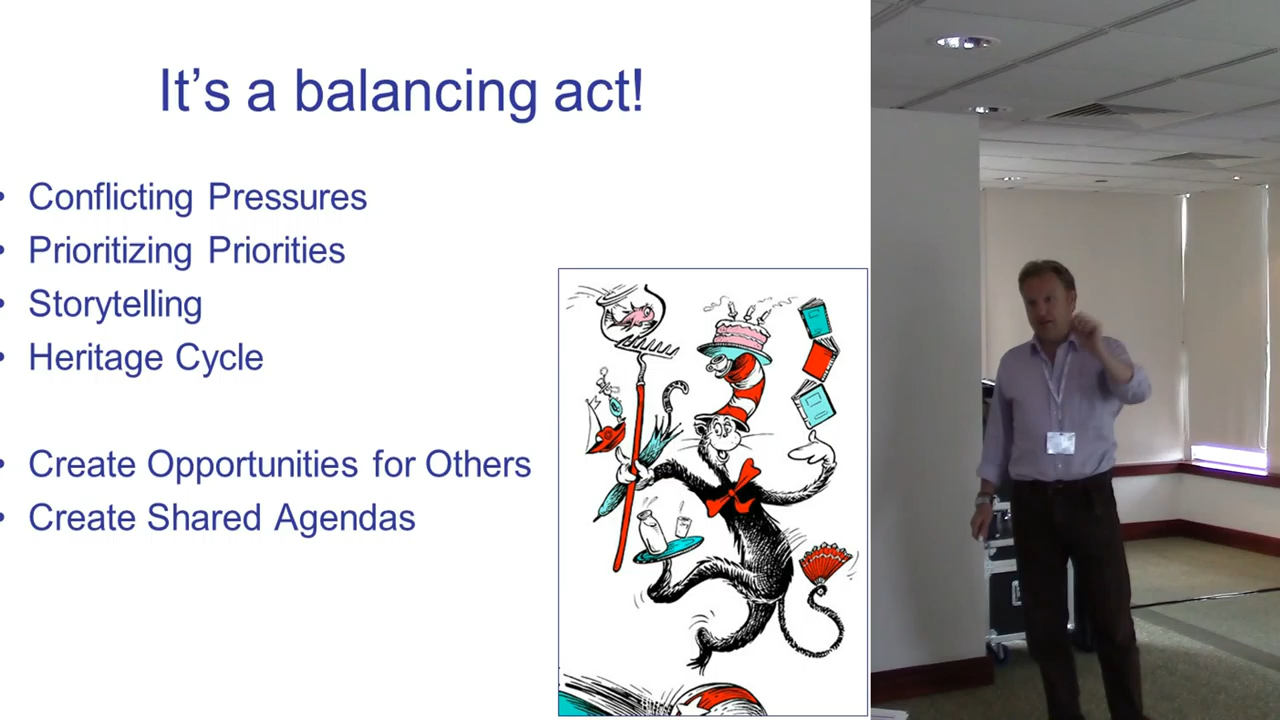 It's a balancing act!
• Conflicting Pressures
• Prioritizing Priorities
• Storytelling
• Heritage Cycle
• Create Opportunities for Others
• Create Shared Agendas